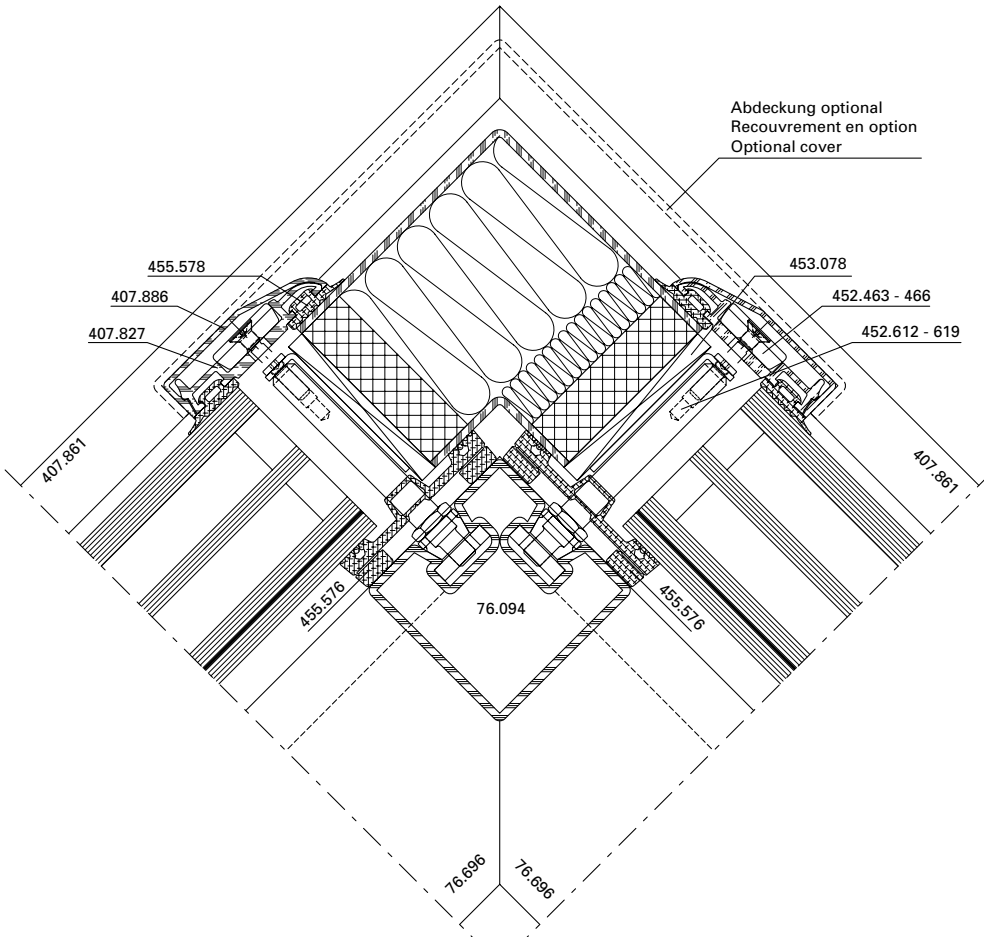 Abdeckung optional
Recouvrement en option
Optional cover
455.578
453.078
407.886
452.463 - 466
407.827
452.612 - 619
407.861
407.861
455.576
76.094
455.576
76.696
76.696